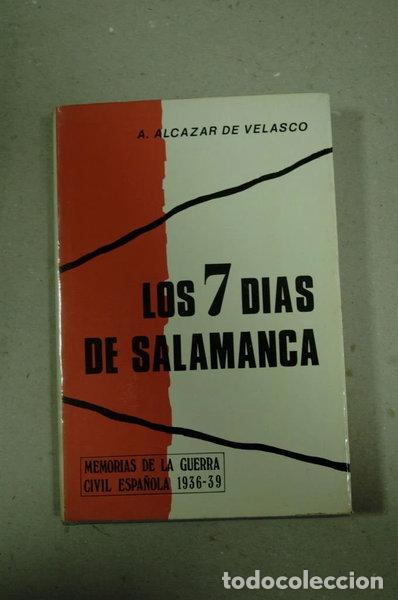 A. ALCAZAR DE VELASCO
LOS 7 DIAS
DE SALAMANCA
MEMORIAS DE LA GUERRA
CIVIL ESPAÑOLA 1936-39
todocoleccion